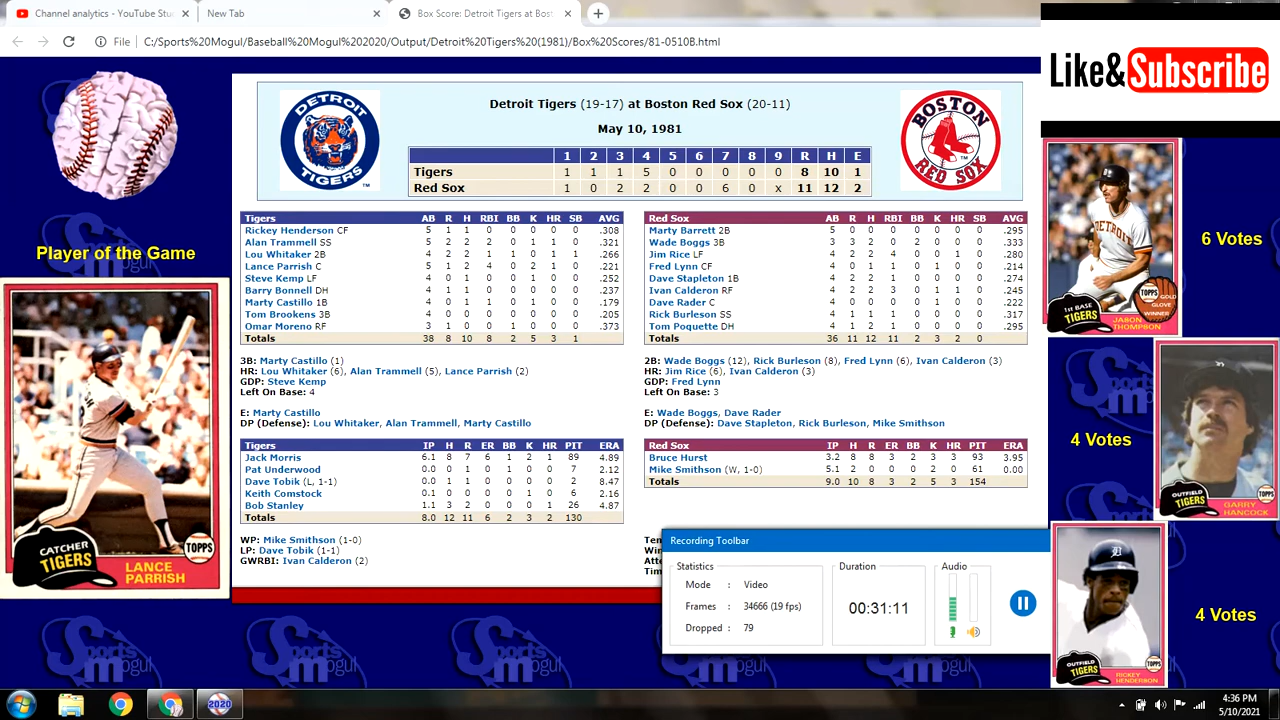 Channel analytics - YouTube Stu
New Tab
Box Score: Detroit Tigers at Bost
File
C:/Sports%20Mogul/Baseball%20Mogul%202020/Output/Detroit%20Tigers%20(1981)/Box%20Scores/81-0510B.html
Like& Subscribe
DETROIT TIGERS
Detroit Tigers (19-17) at Boston Red Sox (20-11)
May 10, 1981
BOSTON RED SOX
1 2 3 4 5 6 7 8 9 R H E
Tigers 1 1 1 5 0 0 0 0 0 8 10 1
Red Sox 1 0 2 2 0 0 6 0 x 11 12 2
Player of the Game
Tigers AB R H RBI BB K HR SB AVG
Rickey Henderson CF 5 1 1 0 0 0 0 1 .308
Alan Trammell SS 5 2 2 2 0 1 1 0 .321
Lou Whitaker 2B 4 2 2 1 1 0 1 0 .266
Lance Parrish C 5 1 2 4 0 2 1 0 .221
Steve Kemp LF 4 0 1 1 0 1 0 0 .252
Barry Bonnell DH 4 1 1 0 0 0 0 0 .237
Marty Castillo 1B 4 1 1 0 0 0 0 0 .179
Tom Brookens 3B 4 0 0 0 0 0 0 0 .205
Omar Moreno RF 4 0 0 0 1 1 0 0 .373
Totals 38 8 10 8 2 5 3 1
3B: Marty Castillo (1)
HR: Lou Whitaker (6), Alan Trammell (5), Lance Parrish (2)
GDP: Steve Kemp
Left On Base: 4
E: Marty Castillo
DP (Defense): Lou Whitaker, Alan Trammell, Marty Castillo
Red Sox AB R H RBI BB K HR SB AVG
Marty Barrett 2B 5 0 0 0 0 0 0 0 .295
Wade Boggs 3B 3 3 2 0 2 0 0 0 .333
Jim Rice LF 4 2 2 4 0 0 1 0 .280
Fred Lynn CF 4 0 1 1 0 1 0 0 .214
Dave Stapleton 1B 4 1 1 0 0 0 0 0 .274
Ivan Calderon RF 4 2 2 3 0 1 1 0 .245
Dave Rader C 4 0 0 0 0 1 0 0 .222
Rick Burleson SS 4 1 1 1 0 0 0 0 .317
Tom Poquette DH 4 1 1 1 0 0 0 0 .295
Totals 36 11 12 11 2 3 2 0
2B: Wade Boggs (12), Rick Burleson (8), Fred Lynn (6), Ivan Calderon (3)
HR: Jim Rice (6), Ivan Calderon (3)
GDP: Fred Lynn
Left On Base: 3
E: Wade Boggs, Dave Rader
DP (Defense): Dave Stapleton, Rick Burleson, Mike Smithson
Tigers IP H R ER BB K HR PIT ERA
Jack Morris 6.1 8 7 6 1 2 1 89 4.89
Pat Underwood 0.0 0 1 0 1 0 0 7 2.12
Dave Tobik (L, 1-1) 0.0 1 1 0 0 0 0 2 8.47
Keith Comstock 0.1 0 0 0 0 1 0 6 2.16
Bob Stanley 1.1 3 2 0 0 0 1 26 4.87
Totals 8.0 12 11 6 2 3 2 130
WP: Mike Smithson (1-0)
LP: Dave Tobik (1-1)
GWRBI: Ivan Calderon (2)
Red Sox IP H R ER BB K HR PIT ERA
Bruce Hurst 3.2 8 8 3 2 3 3 93 3.95
Mike Smithson (W, 1-0) 5.1 2 0 0 0 2 0 61 0.00
Totals 9.0 10 8 3 2 5 3 154
Recording Toolbar
Statistics
Mode : Video
Frames : 34666 (19 fps)
Dropped : 79
Duration
00:31:11
Audio
CATCHER
TIGERS
LANCE
PARRISH
TOPPS
DETROIT
TOPPS GOLD GLOVE WINNER
1st BASE
TIGERS
JASON
THOMPSON
6 Votes
OUTFIELD
TIGERS
GARRY
HANCOCK
TOPPS
4 Votes
OUTFIELD
TIGERS
RICKEY
HENDERSON
TOPPS
4 Votes
Sports Mogul
2020
4:36 PM
5/10/2021